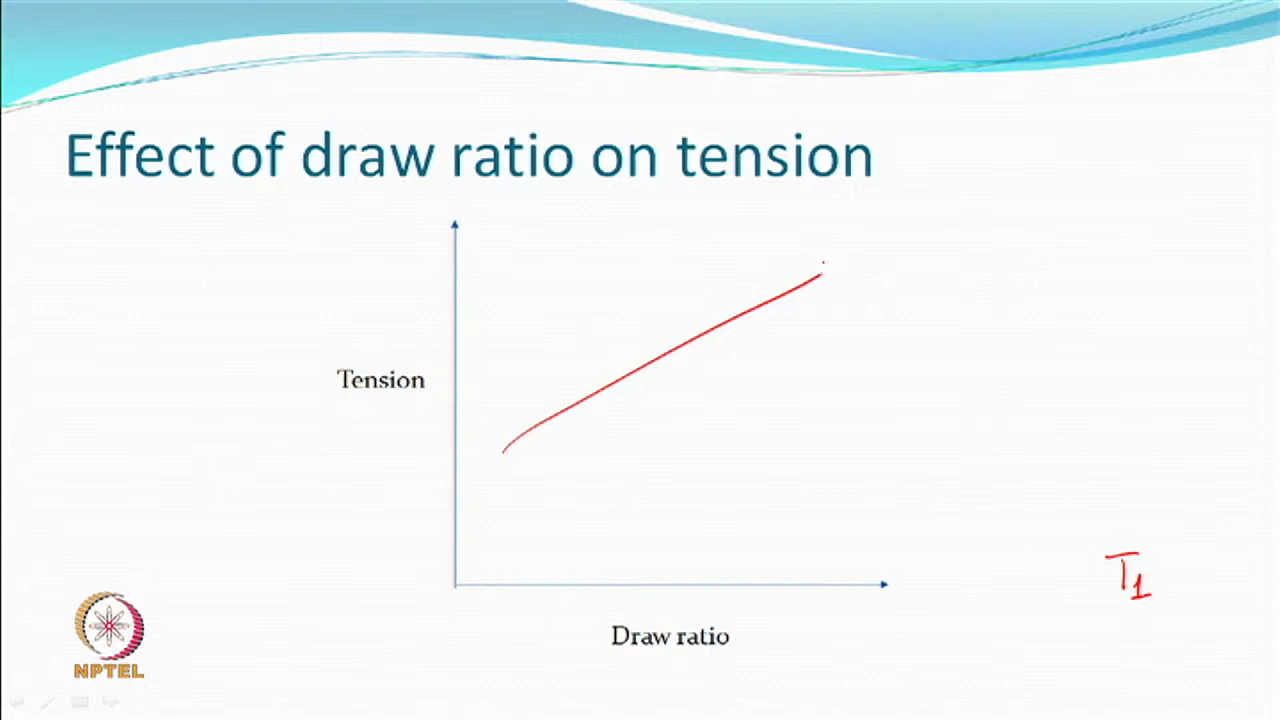 Effect of draw ratio on tension
Tension
T1
Draw ratio
NPTEL